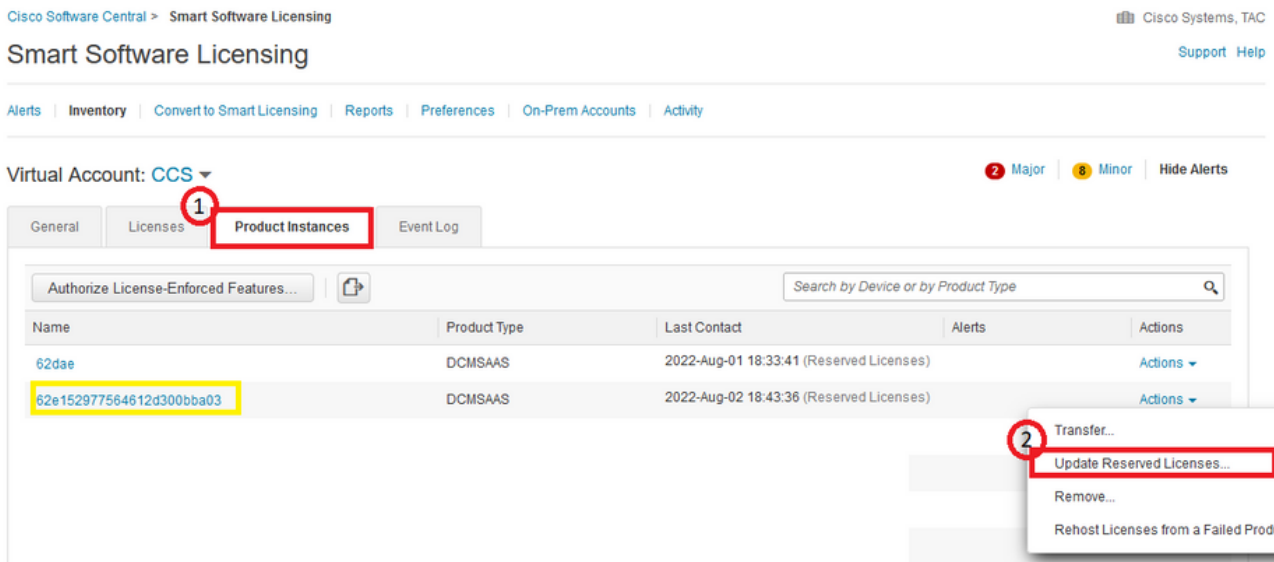 Cisco Software Central > Smart Software Licensing
Cisco Systems, TAC
Smart Software Licensing
Support Help
Alerts | Inventory | Convert to Smart Licensing | Reports | Preferences | On-Prem Accounts | Activity
Virtual Account: CCS
2 Major | 8 Minor | Hide Alerts
1
General Licenses Product Instances Event Log
Authorize License-Enforced Features...
Search by Device or by Product Type
Name Product Type Last Contact Alerts Actions
62dae DCMSAAS 2022-Aug-01 18:33:41 (Reserved Licenses) Actions
62e152977564612d300bba03 DCMSAAS 2022-Aug-02 18:43:36 (Reserved Licenses) Actions
Transfer...
2
Update Reserved Licenses...
Remove...
Rehost Licenses from a Failed Prod